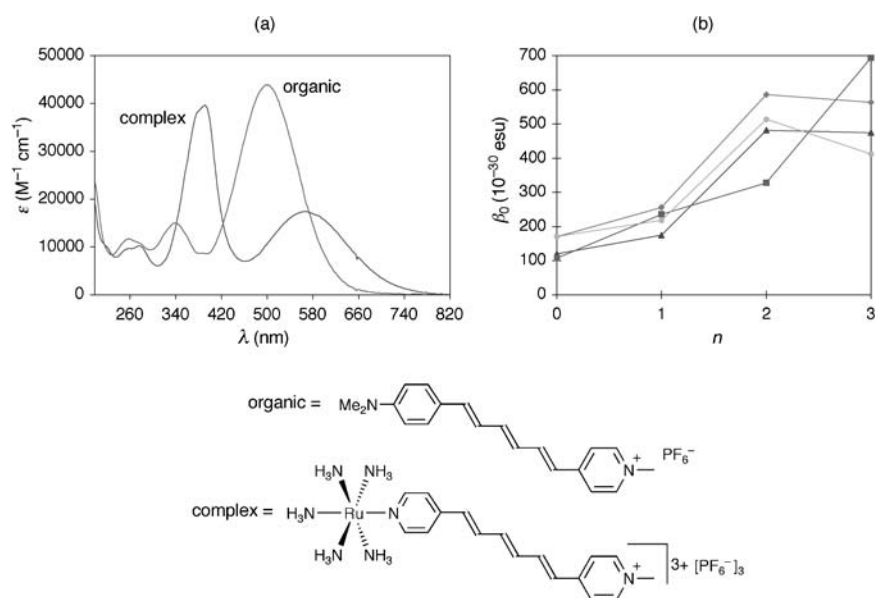 (a)
50000
40000
30000
20000
10000
0
ε (M⁻¹ cm⁻¹)
complex
organic
260 340 420 500 580 660 740 820
λ (nm)
(b)
700
600
500
400
300
200
100
0
β₀ (10⁻³⁰ esu)
0 1 2 3
n
organic =
Me₂N
N
+
PF₆⁻
complex =
H₃N NH₃
H₃N Ru N
H₃N NH₃
N
+
3+ [PF₆⁻]₃